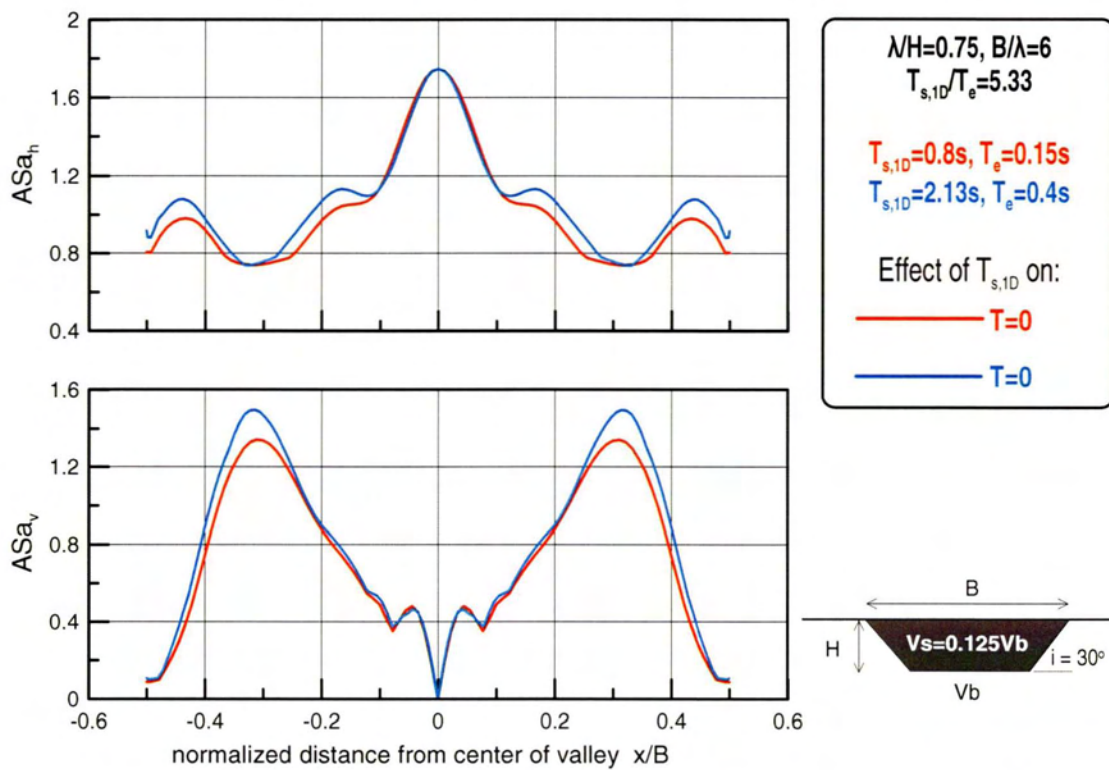 2
1.6
1.2
0.8
0.4
ASa_h
1.6
1.2
0.8
0.4
0
ASa_v
-0.6
-0.4
-0.2
0
0.2
0.4
0.6
normalized distance from center of valley x/B
λ/H=0.75, B/λ=6
T_s,1D/T_e=5.33
T_s,1D=0.8s, T_e=0.15s
T_s,1D=2.13s, T_e=0.4s
Effect of T_s,1D on:
T=0
T=0
B
H
Vs=0.125Vb
i = 30°
Vb